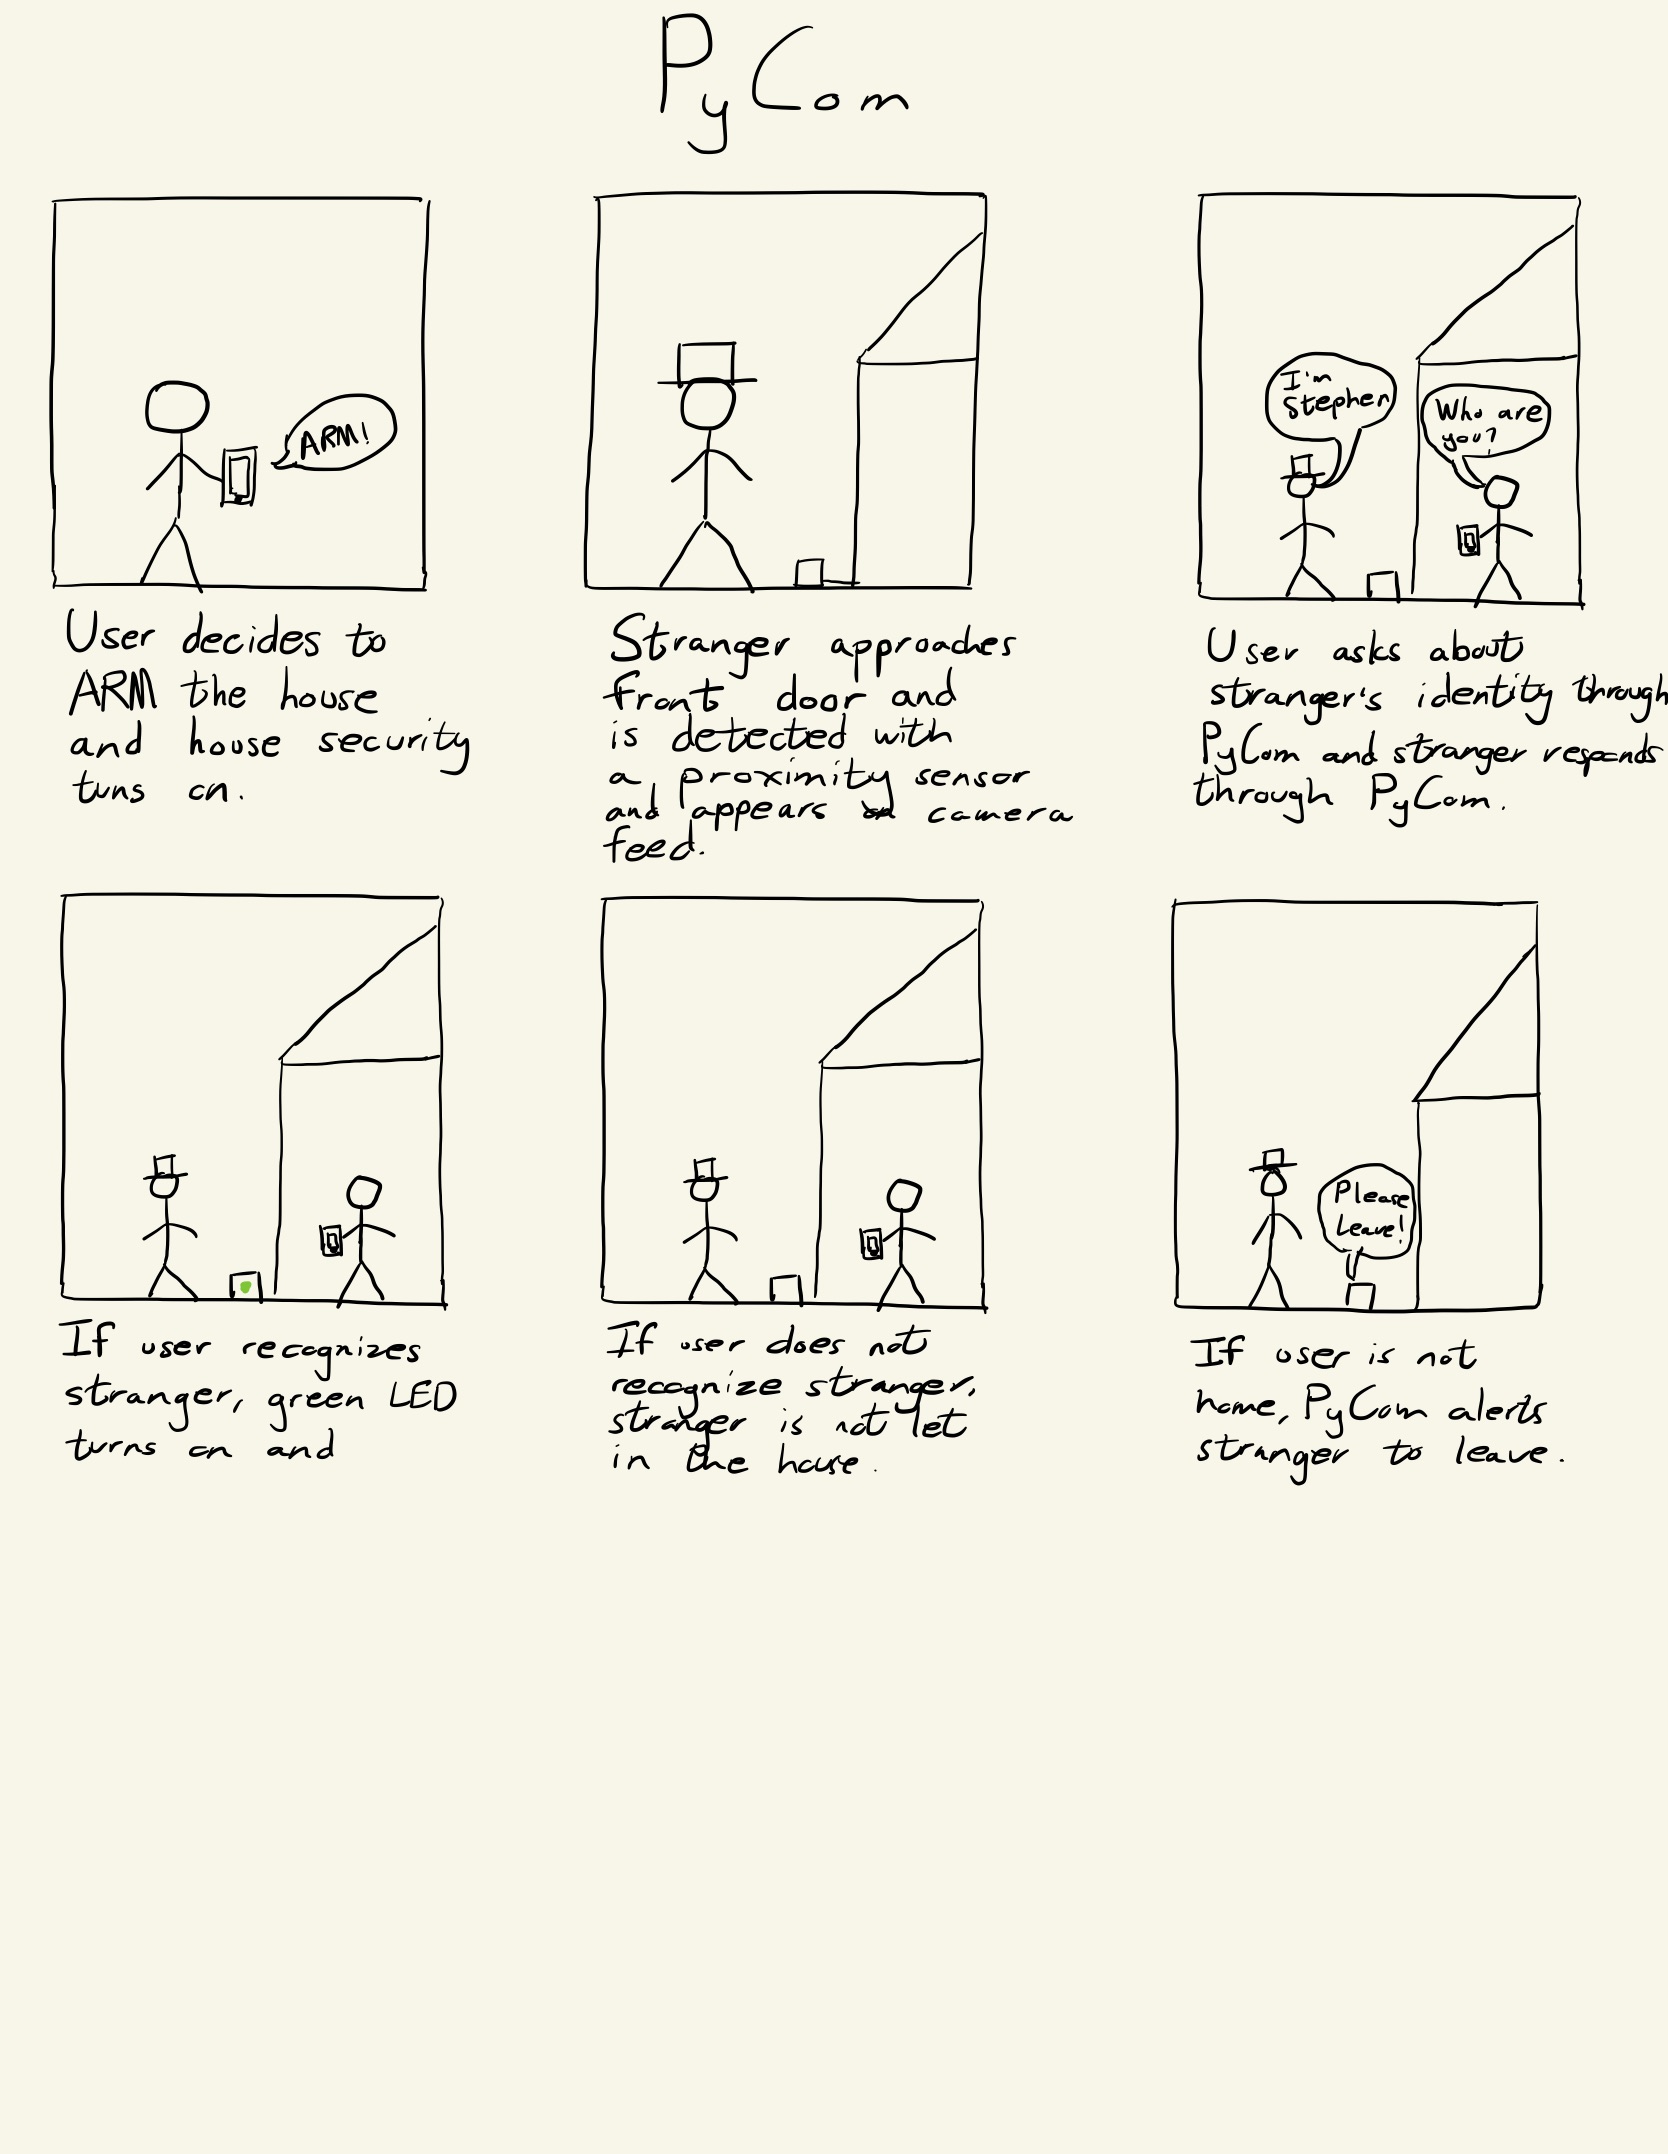 PyCom
ARM!
User decides to
ARM the house
and house security
tuns on.
Stranger approaches
front door and
is detected with
a proximity sensor
and appears on camera
feed.
I'm
Stephen
Who are
you?
User asks about
stranger's identity through
PyCom and stranger responds
through PyCom.
If user recognizes
stranger, green LED
turns on and
If user does not
recognize stranger,
stranger is not let
in the house.
Please
Leave!
If user is not
home, PyCom alerts
stranger to leave.